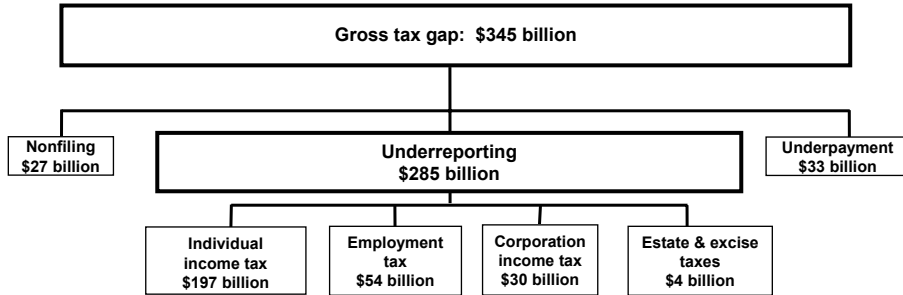 Gross tax gap: $345 billion
Nonfiling
$27 billion
Underreporting
$285 billion
Underpayment
$33 billion
Individual
income tax
$197 billion
Employment
tax
$54 billion
Corporation
income tax
$30 billion
Estate & excise
taxes
$4 billion